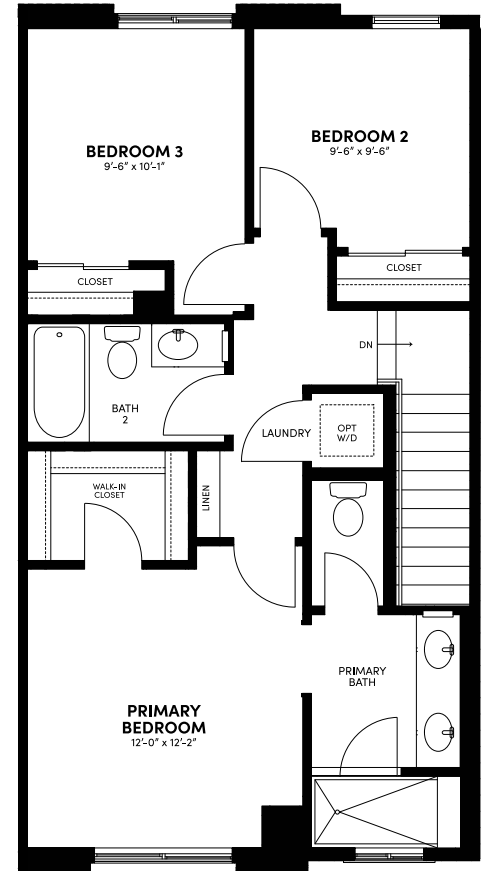 BEDROOM 3
9'-6" x 10'-1"
BEDROOM 2
9'-6" x 9'-6"
CLOSET
CLOSET
DN
BATH
2
LAUNDRY
OPT
W/D
WALK-IN
CLOSET
LINEN
PRIMARY
BATH
PRIMARY
BEDROOM
12'-0" x 12'-2"